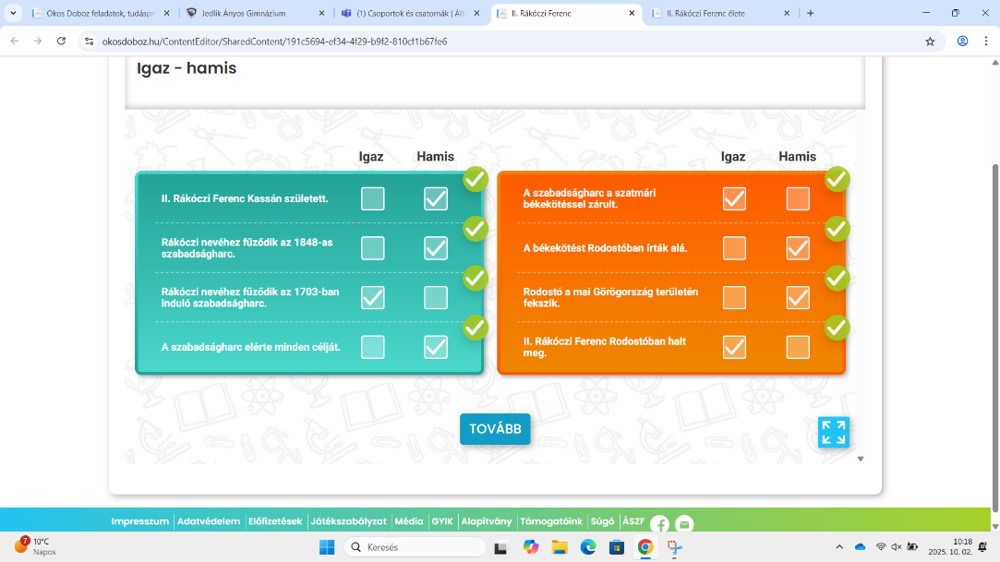 Okos Doboz feladatok, tudáspr
Jedlik Ányos Gimnázium
(1) Csoportok és csatornák | Ált
II. Rákóczi Ferenc
II. Rákóczi Ferenc élete
okosdoboz.hu/ContentEditor/SharedContent/191c5694-ef34-4f29-b9f2-810cf1b67fe6
Igaz - hamis
Igaz Hamis
II. Rákóczi Ferenc Kassán született.
Rákóczi nevéhez fűződik az 1848-as
szabadságharc.
Rákóczi nevéhez fűződik az 1703-ban
induló szabadságharc.
A szabadságharc elérte minden célját.
Igaz Hamis
A szabadságharc a szatmári
békekötéssel zárult.
A békekötést Rodostóban írták alá.
Rodostó a mai Görögország területén
fekszik.
II. Rákóczi Ferenc Rodostóban halt
meg.
TOVÁBB
Impresszum Adatvédelem Előfizetések Játékszabályzat Média GYIK Alapítvány Támogatóink Súgó ÁSZF
7
10°C
Napos
Keresés
10:18
2025. 10. 02.